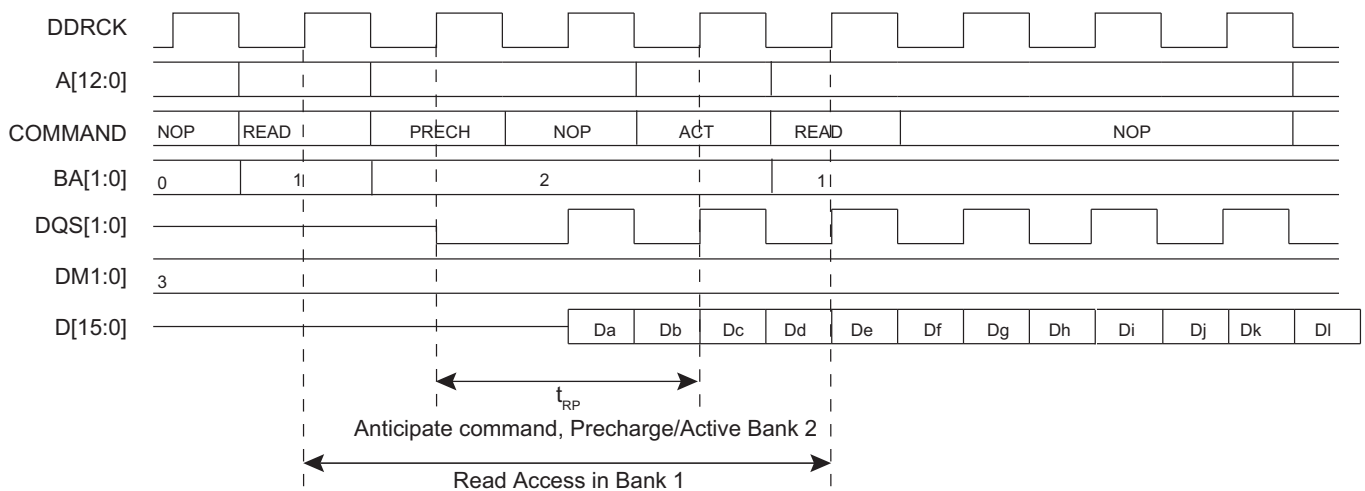 DDRCK
A[12:0]
COMMAND NOP READ PRECH NOP ACT READ NOP
BA[1:0] 0 1 2 1
DQS[1:0]
DM1:0] 3
D[15:0] Da Db Dc Dd De Df Dg Dh Di Dj Dk Dl
tRP
Anticipate command, Precharge/Active Bank 2
Read Access in Bank 1